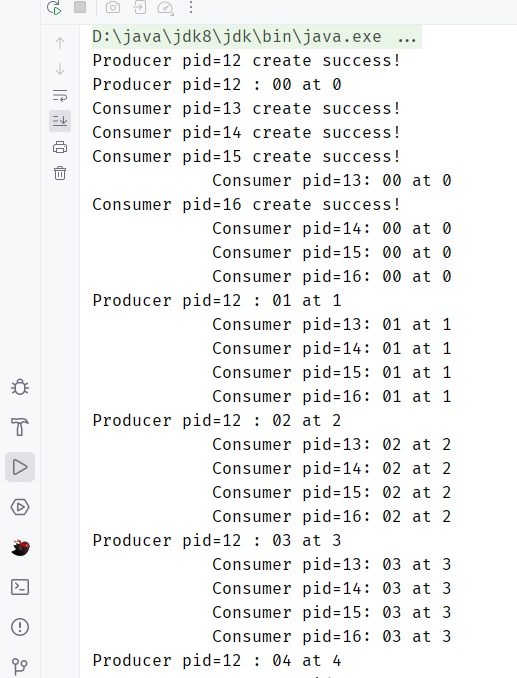 D:\java\jdk8\jdk\bin\java.exe ...
Producer pid=12 create success!
Producer pid=12 : 00 at 0
Consumer pid=13 create success!
Consumer pid=14 create success!
Consumer pid=15 create success!
Consumer pid=13: 00 at 0
Consumer pid=16 create success!
Consumer pid=14: 00 at 0
Consumer pid=15: 00 at 0
Consumer pid=16: 00 at 0
Producer pid=12 : 01 at 1
Consumer pid=13: 01 at 1
Consumer pid=14: 01 at 1
Consumer pid=15: 01 at 1
Consumer pid=16: 01 at 1
Producer pid=12 : 02 at 2
Consumer pid=13: 02 at 2
Consumer pid=14: 02 at 2
Consumer pid=15: 02 at 2
Consumer pid=16: 02 at 2
Producer pid=12 : 03 at 3
Consumer pid=13: 03 at 3
Consumer pid=14: 03 at 3
Consumer pid=15: 03 at 3
Consumer pid=16: 03 at 3
Producer pid=12 : 04 at 4